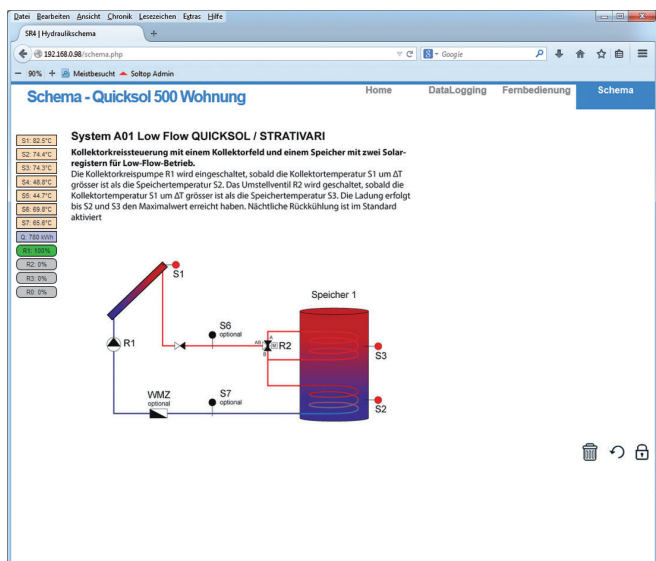 Datei Bearbeiten Ansicht Chronik Lesezeichen Extras Hilfe
SR4 | Hydraulikschema
192.168.0.98/schema.php
Google
90% Meistbesucht Soltop Admin
Schema - Quicksol 500 Wohnung
Home DataLogging Fernbedienung Schema
System A01 Low Flow QUICKSOL / STRATIVARI
Kollektorkreissteuerung mit einem Kollektorfeld und einem Speicher mit zwei Solar-
registern für Low-Flow-Betrieb.
Die Kollektorkreispumpe R1 wird eingeschaltet, sobald die Kollektortemperatur S1 um ΔT
grösser ist als die Speichertemperatur S2. Das Umstellventil R2 wird geschaltet, sobald die
Kollektortemperatur S1 um ΔT grösser ist als die Speichertemperatur S3. Die Ladung erfolgt
bis S2 und S3 den Maximalwert erreicht haben. Nächtliche Rückkühlung ist im Standard
aktiviert
S1: 82.5°C
S2: 74.4°C
S3: 74.3°C
S4: 48.8°C
S5: 44.7°C
S6: 69.8°C
S7: 65.6°C
Q: 780 kWh
R1: 100%
R2: 0%
R3: 0%
R0: 0%
S1
Speicher 1
R1
S6
optional
A
AB
M
B
R2
S3
WMZ
optional
S7
optional
S2